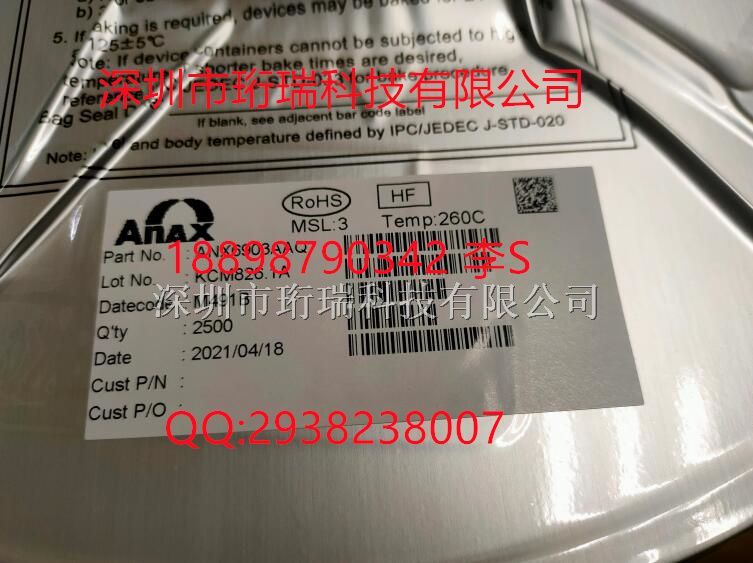 b)
aking is required, devices may be
5. If
125±5℃
ote: If device containers cannot be subjected to hig
shorter bake times are desired,
深圳市珩瑞科技有限公司
procedure
Bag Seal D
If blank, see adjacent bar code label
Note: and body temperature defined by IPC/JEDEC J-STD-020
AnaX
RoHS
HF
MSL:3
Temp:260C
Part No. : ANX6903AAQ
18898790342 李S
Lot No. : KCM826.1A
深圳市珩瑞科技有限公司
Datecode
Q'ty : 2500
Date : 2021/04/18
Cust P/N :
Cust P/O :
QQ:2938238007